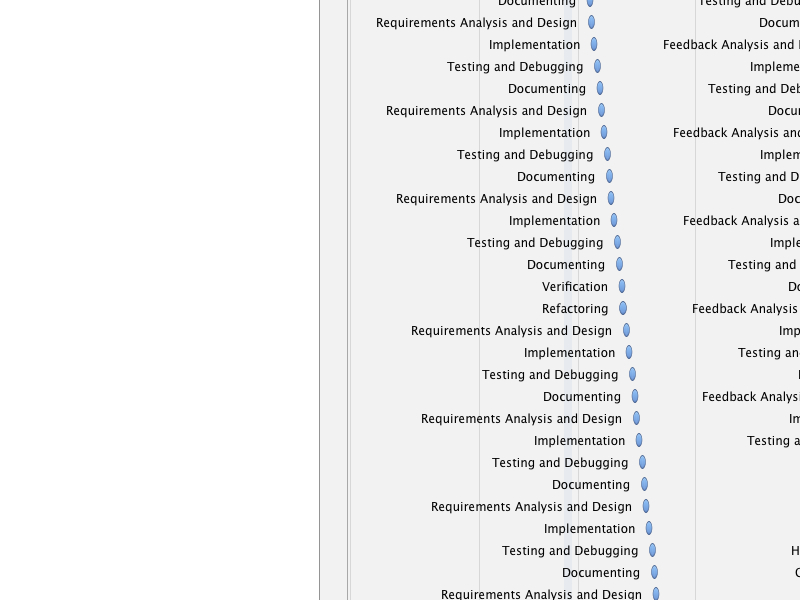 Documenting Testing and Debu
Requirements Analysis and Design Docum
Implementation Feedback Analysis and
Testing and Debugging Impleme
Documenting Testing and Deb
Requirements Analysis and Design Docu
Implementation Feedback Analysis and
Testing and Debugging Implem
Documenting Testing and D
Requirements Analysis and Design Doc
Implementation Feedback Analysis a
Testing and Debugging Imple
Documenting Testing and
Verification Do
Refactoring Feedback Analysis
Requirements Analysis and Design Imp
Implementation Testing an
Testing and Debugging
Documenting Feedback Analysi
Requirements Analysis and Design Im
Implementation Testing a
Testing and Debugging
Documenting
Requirements Analysis and Design
Implementation
Testing and Debugging H
Documenting
Requirements Analysis and Design